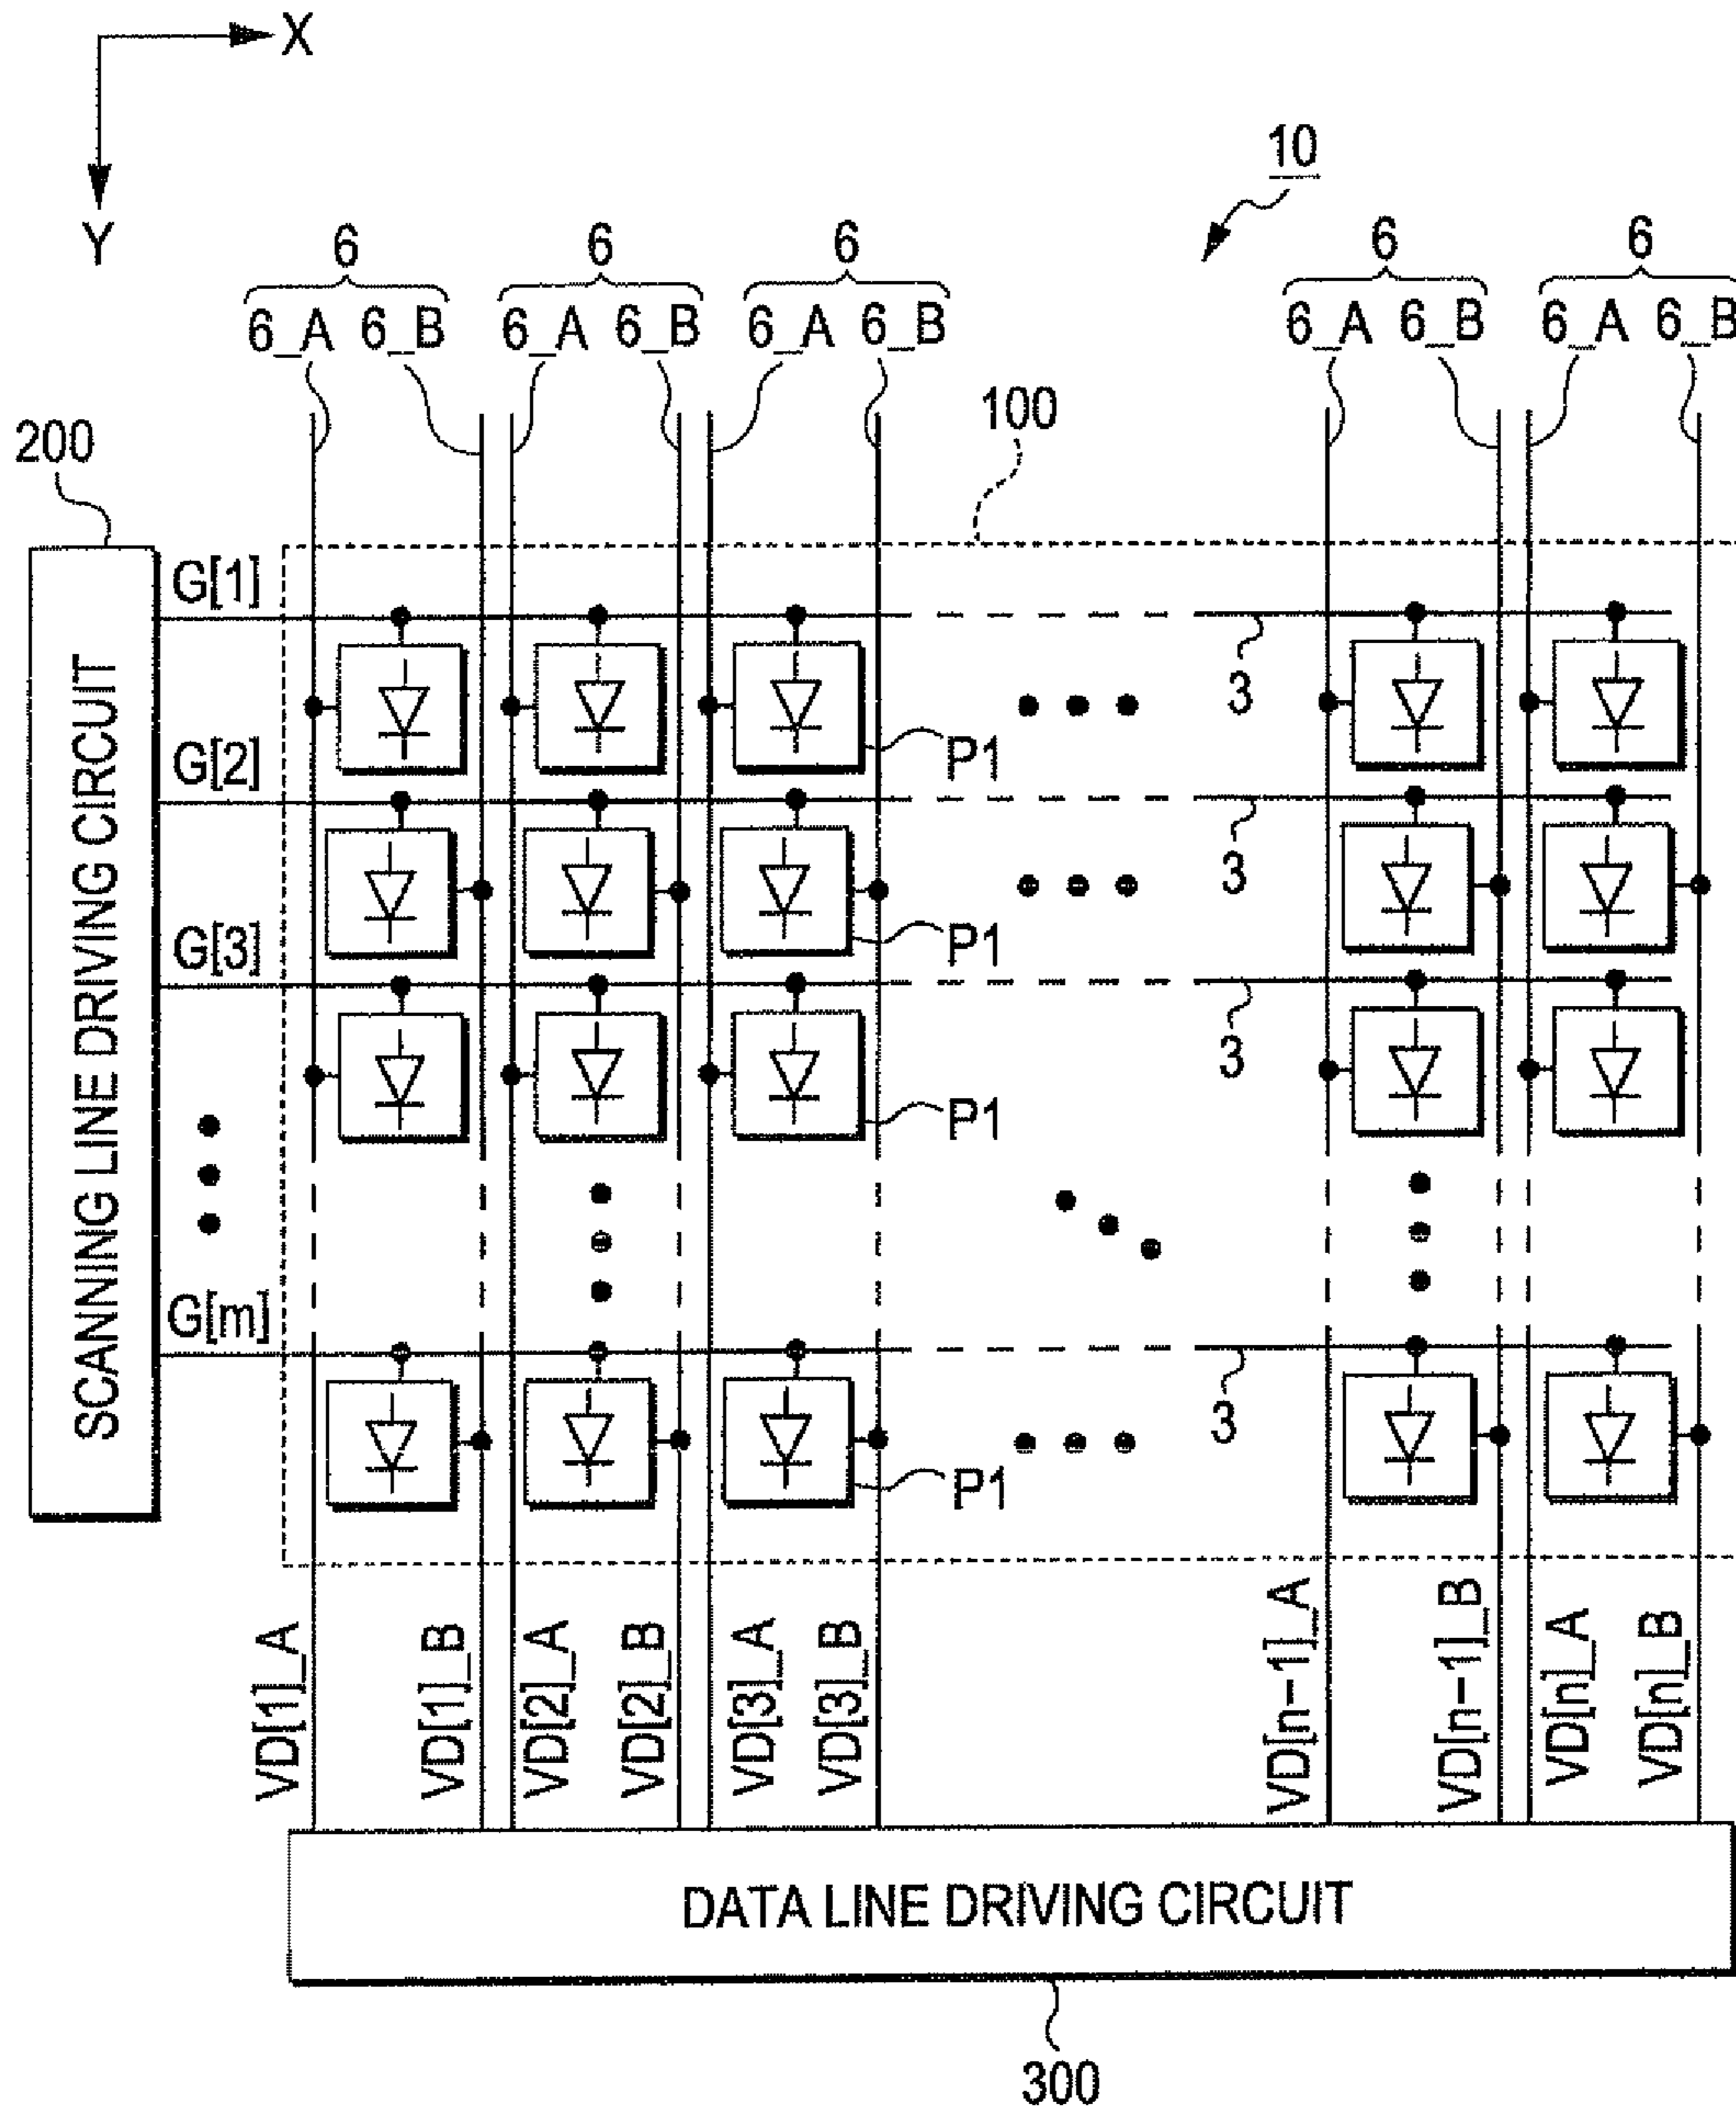 X
Y
10
6 6 6 6 6
6_A 6_B 6_A 6_B 6_A 6_B 6_A 6_B 6_A 6_B
100
200
G[1]
3
P1
G[2]
3
P1
G[3]
3
P1
G[m]
3
P1
SCANNING LINE DRIVING CIRCUIT
VD[1]_A
VD[1]_B
VD[2]_A
VD[2]_B
VD[3]_A
VD[3]_B
VD[n−1]_A
VD[n−1]_B
VD[n]_A
VD[n]_B
DATA LINE DRIVING CIRCUIT
300